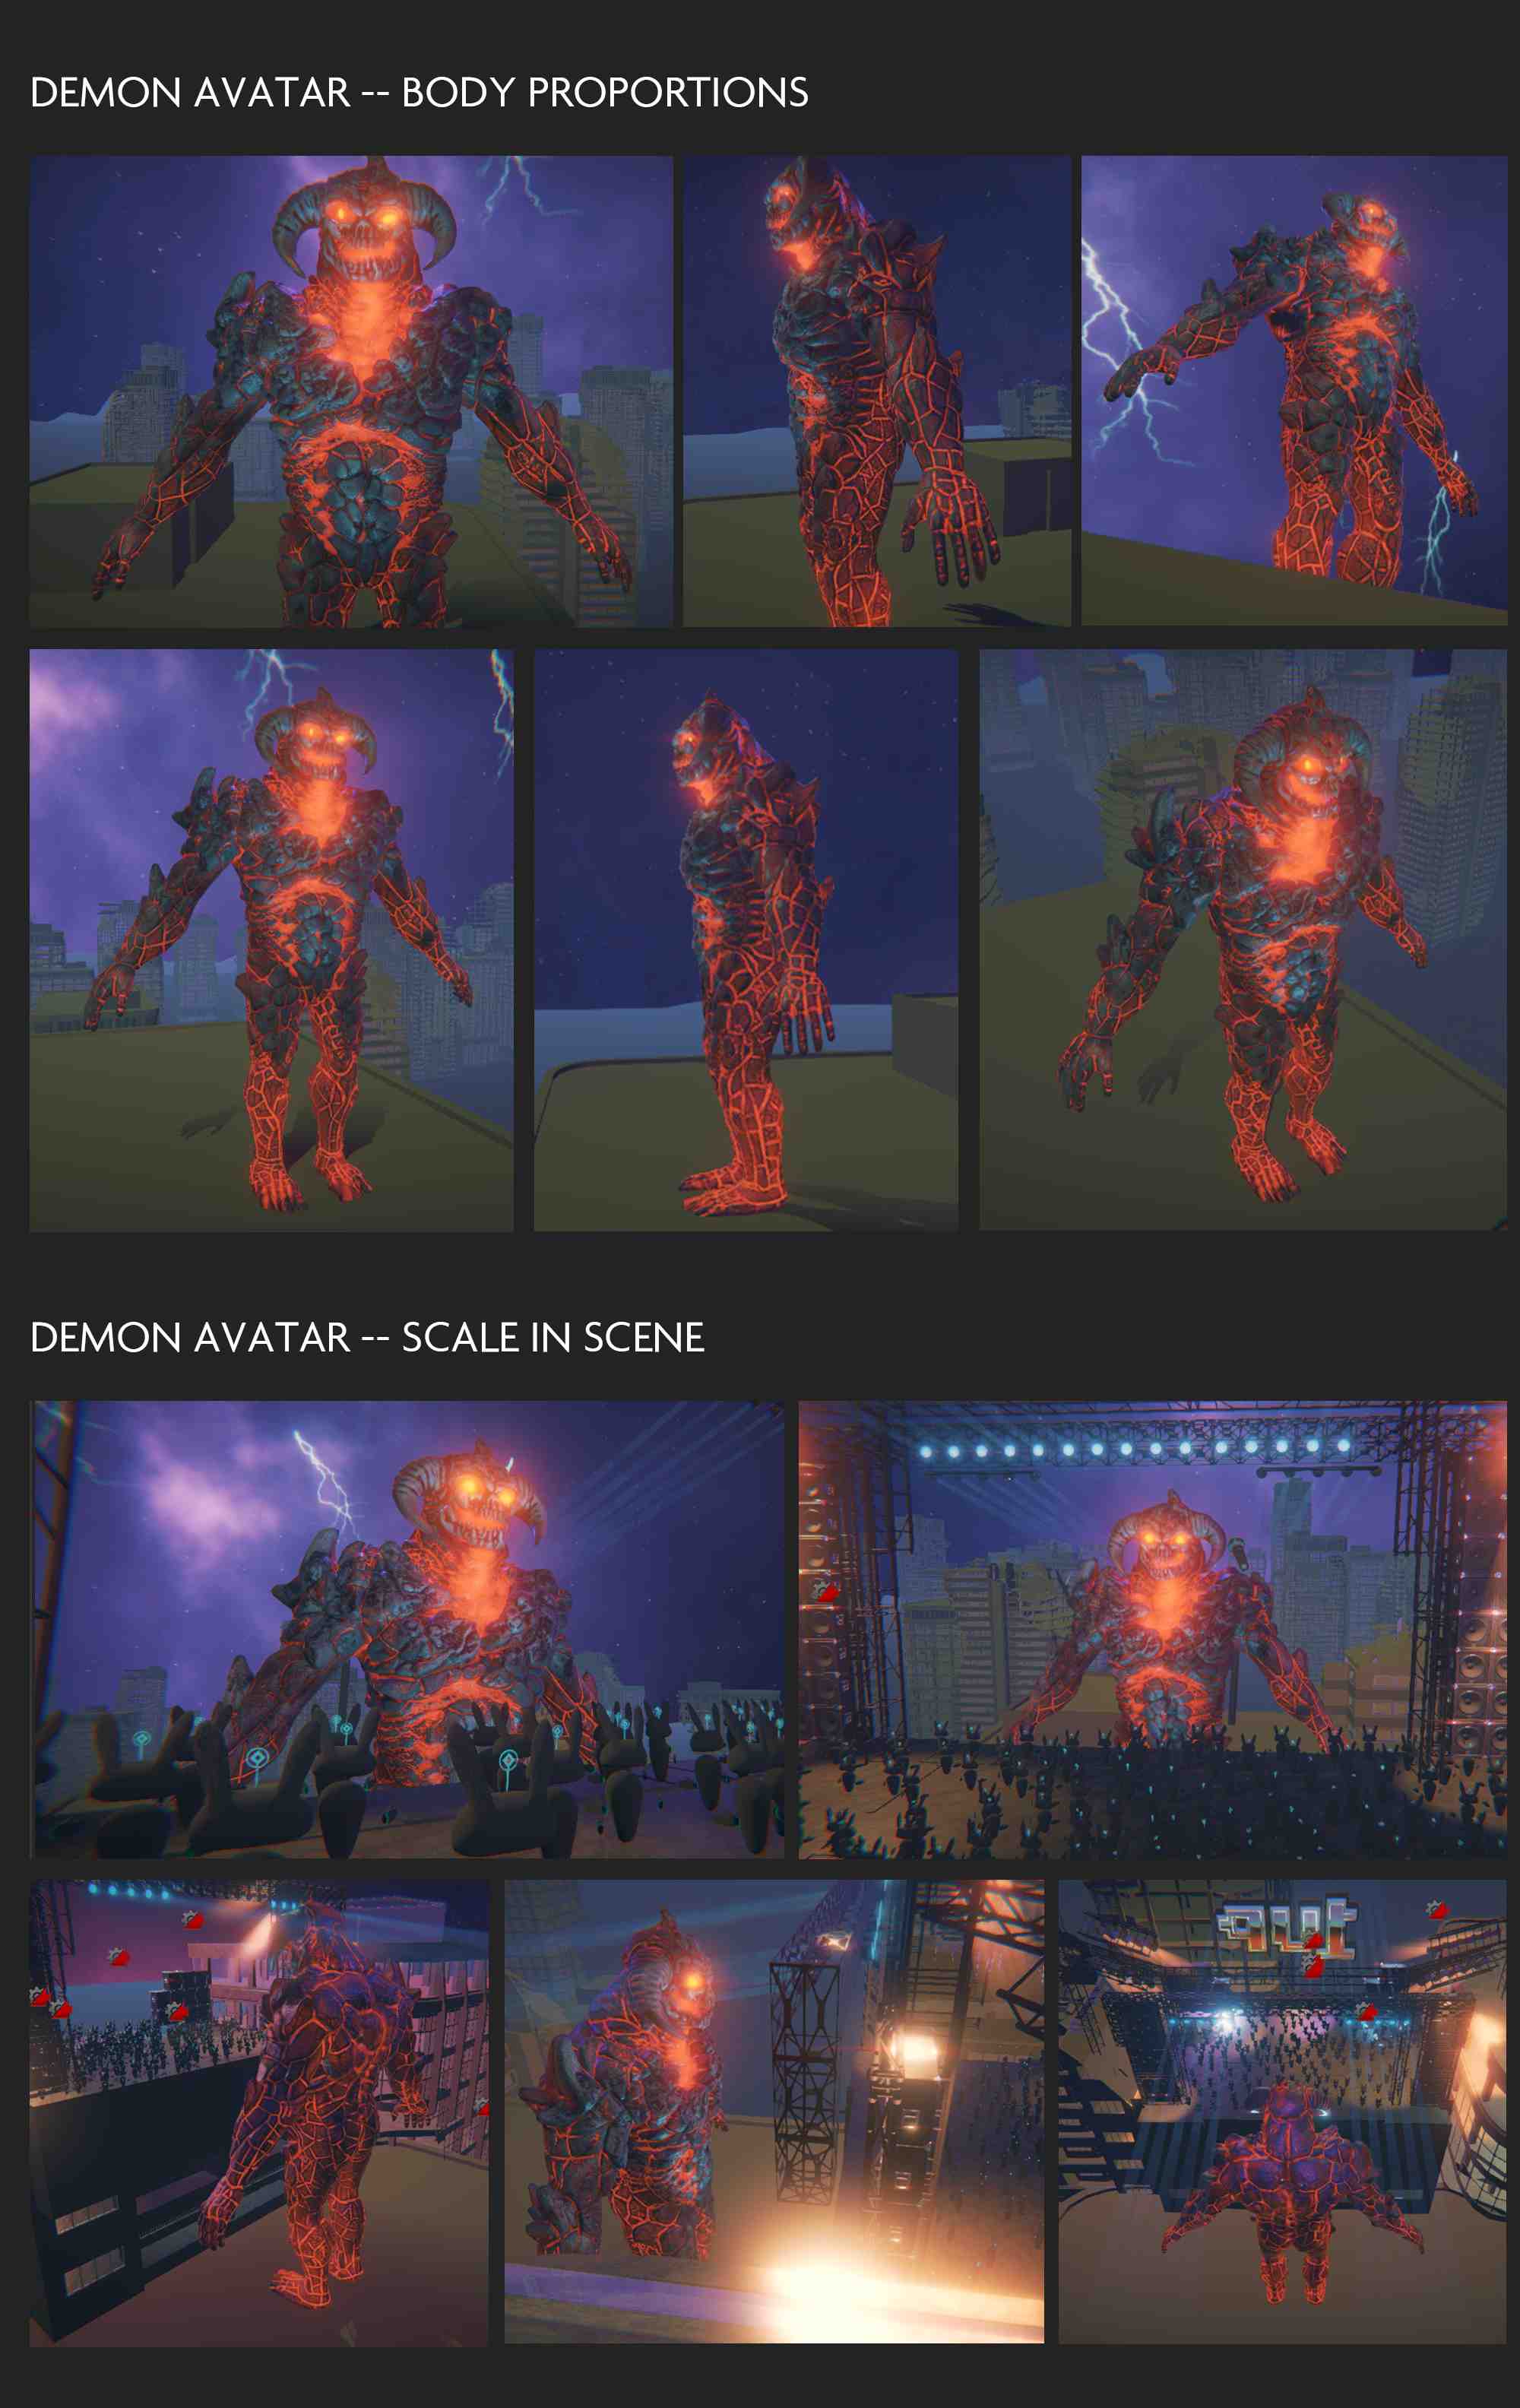 DEMON AVATAR -- BODY PROPORTIONS
DEMON AVATAR -- SCALE IN SCENE